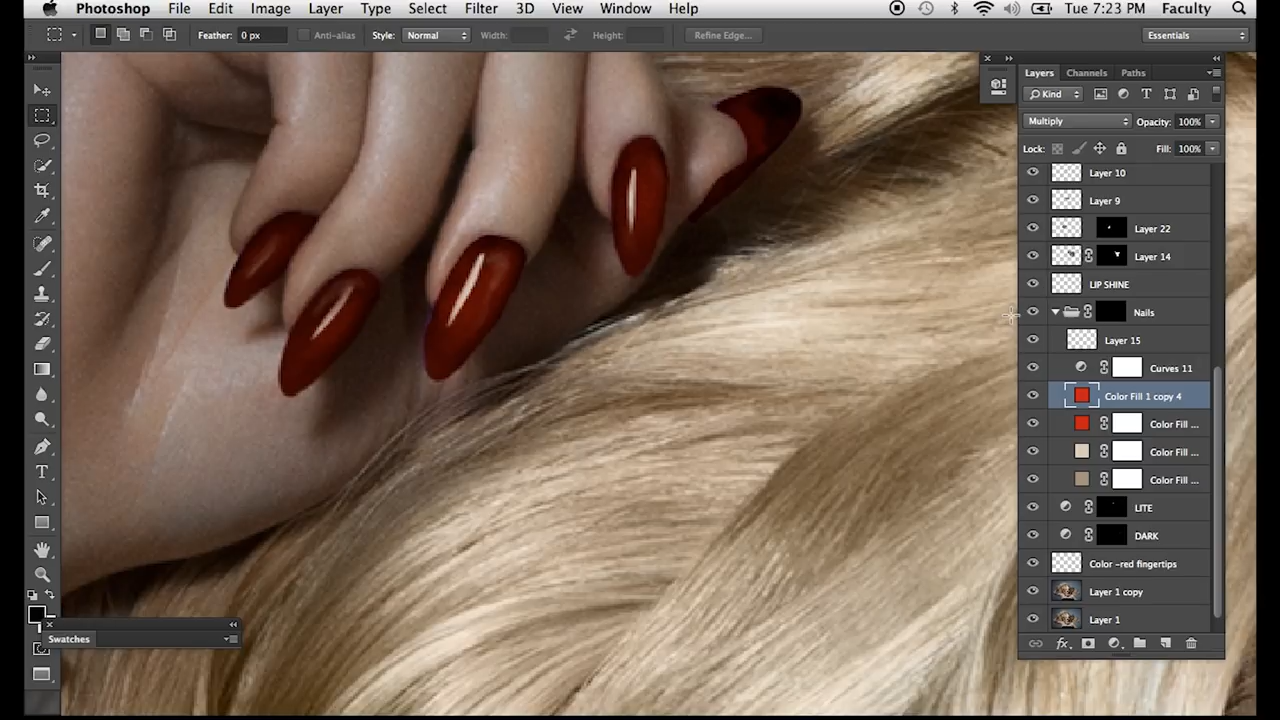 Photoshop File Edit Image Layer Type Select Filter 3D View Window Help Tue 7:23 PM Faculty
Feather: 0 px Anti-alias Style: Normal Width: Height: Refine Edge... Essentials
Layers Channels Paths
Kind
Multiply Opacity: 100%
Lock: Fill: 100%
Layer 10
Layer 9
Layer 22
Layer 14
LIP SHINE
Nails
Layer 15
Curves 11
Color Fill 1 copy 4
Color Fill ...
Color Fill ...
Color Fill ...
LITE
DARK
Color -red fingertips
Layer 1 copy
Layer 1
fx
Swatches